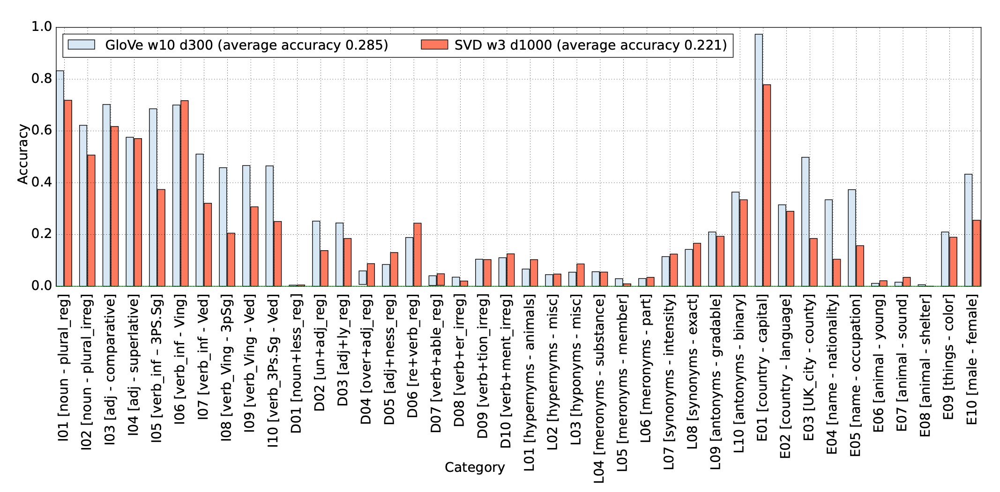 1.0
0.8
0.6
0.4
0.2
0.0
Accuracy
GloVe w10 d300 (average accuracy 0.285)
SVD w3 d1000 (average accuracy 0.221)
I01 [noun - plural_reg]
I02 [noun - plural_irreg]
I03 [adj - comparative]
I04 [adj - superlative]
I05 [verb_inf - 3PS.Sg]
I06 [verb_inf - Ving]
I07 [verb_inf - Ved]
I08 [verb_Ving - 3pSg]
I09 [verb_Ving - Ved]
I10 [verb_3Ps.Sg - Ved]
D01 [noun+less_reg]
D02 [un+adj_reg]
D03 [adj+ly_reg]
D04 [over+adj_reg]
D05 [adj+ness_reg]
D06 [re+verb_reg]
D07 [verb+able_reg]
D08 [verb+er_irreg]
D09 [verb+tion_irreg]
D10 [verb+ment_irreg]
L01 [hypernyms - animals]
L02 [hypernyms - misc]
L03 [hyponyms - misc]
L04 [meronyms - substance]
L05 [meronyms - member]
L06 [meronyms - part]
L07 [synonyms - intensity]
L08 [synonyms - exact]
L09 [antonyms - gradable]
L10 [antonyms - binary]
E01 [country - capital]
E02 [country - language]
E03 [UK_city - county]
E04 [name - nationality]
E05 [name - occupation]
E06 [animal - young]
E07 [animal - sound]
E08 [animal - shelter]
E09 [things - color]
E10 [male - female]
Category